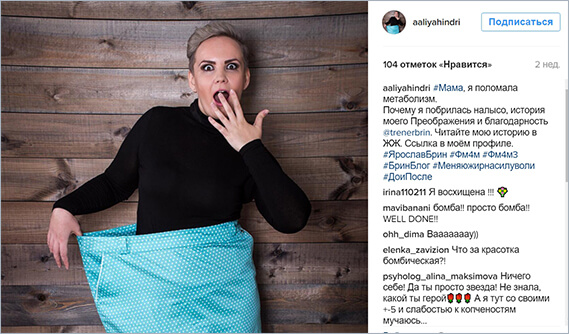 aaliyahindri
Подписаться
104 отметок «Нравится»
2 нед.
aaliyahindri #Мама, я поломала
метаболизм.
Почему я побрилась налысо, история
моего Преображения и благодарность
@trenerbrin. Читайте мою историю в
ЖЖ. Ссылка в моём профиле.
#ЯрославБрин #Фм4м #Фм4м3
#БринБлог #Меняюжирнасилуволи
#ДоиПосле
irina110211 Я восхищена !!!
mavibanani бомба!! просто бомба!!
WELL DONE!!
ohh_dima Ваааааааау))
elenka_zavizion Что за красотка
бомбическая?!
psyholog_alina_maksimova Ничего
себе! Да ты просто звезда! Не знала,
какой ты герой🌹🌹🌹 А я тут со своими
+-5 и слабостью к копченостям
мучаюсь...